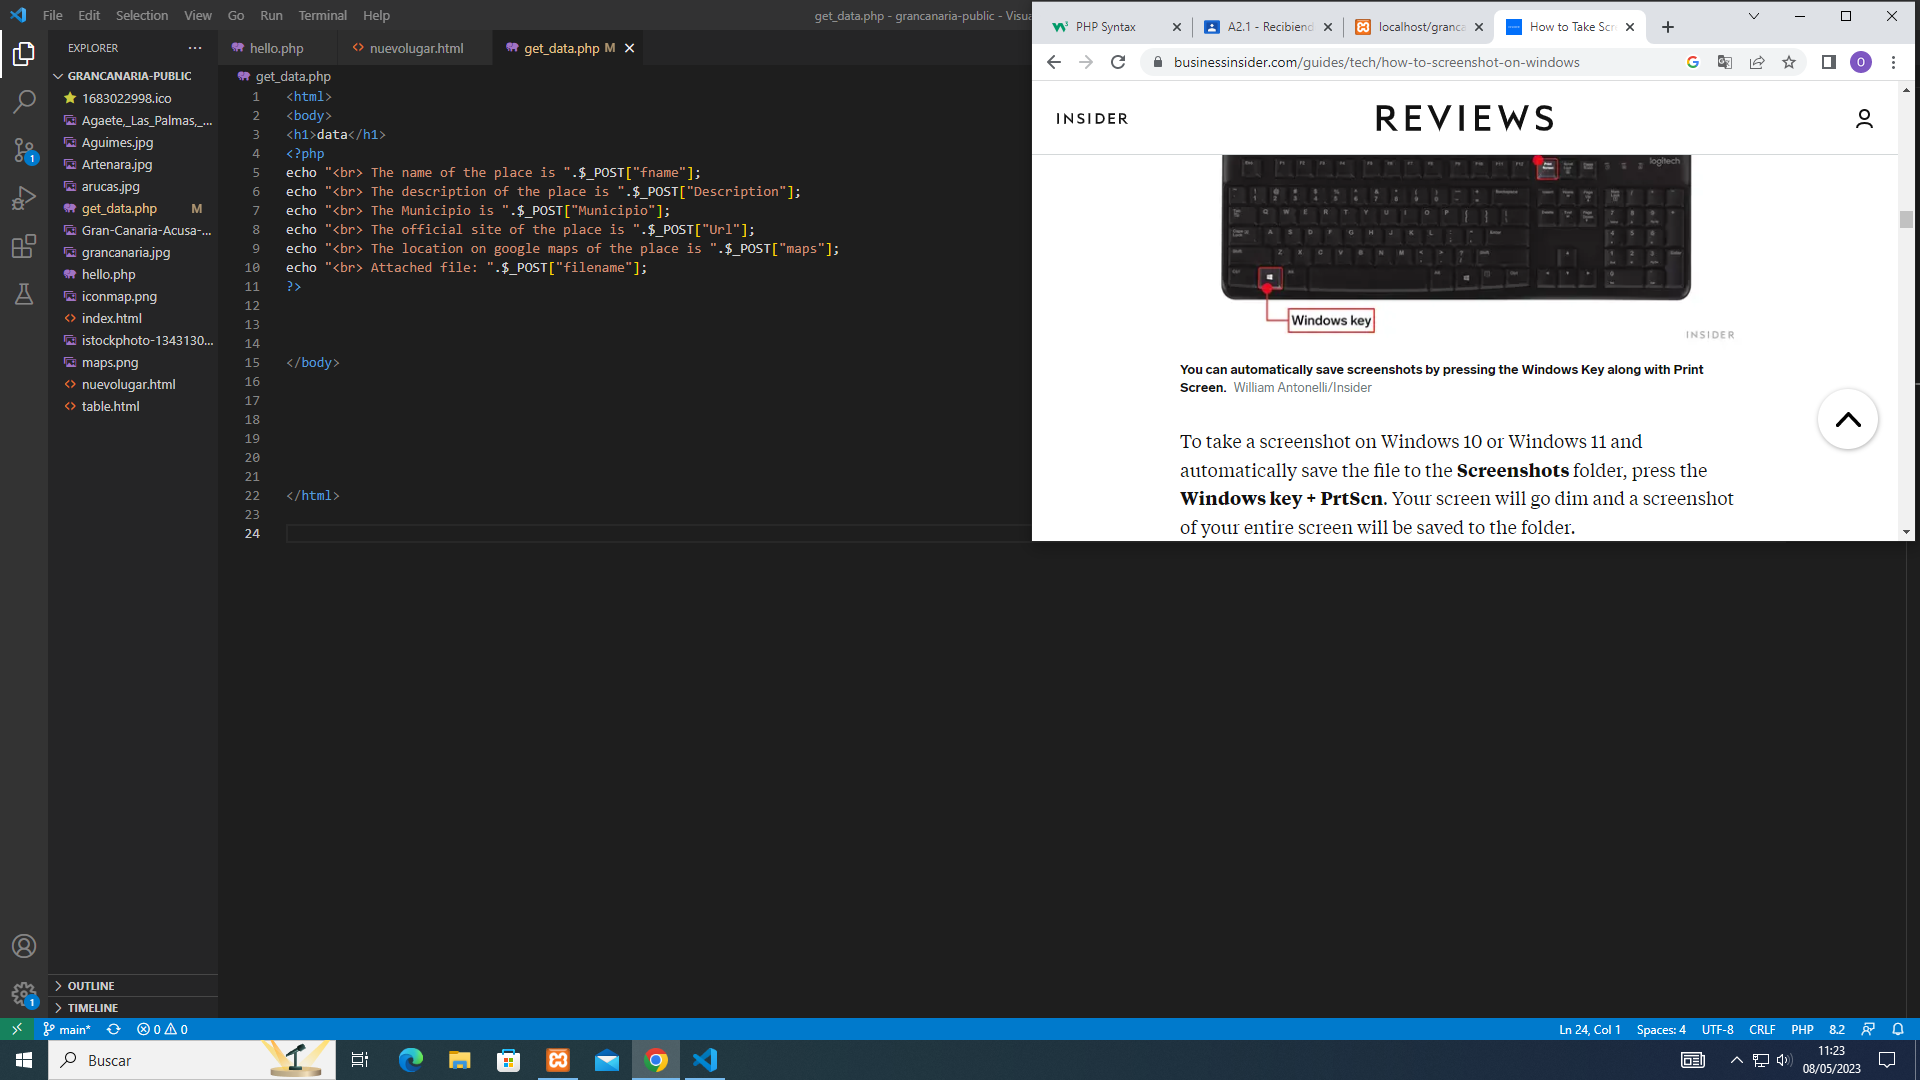 File Edit Selection View Go Run Terminal Help
get_data.php - grancanaria-public - Visua
EXPLORER
GRANCANARIA-PUBLIC
1683022998.ico
Agaete,_Las_Palmas,_...
Aguimes.jpg
Artenara.jpg
arucas.jpg
get_data.php M
Gran-Canaria-Acusa-...
grancanaria.jpg
hello.php
iconmap.png
index.html
istockphoto-1343130...
maps.png
nuevolugar.html
table.html
OUTLINE
TIMELINE
hello.php nuevolugar.html get_data.php M
get_data.php
1 <html>
2 <body>
3 <h1>data</h1>
4 <?php
5 echo "<br> The name of the place is ".$_POST["fname"];
6 echo "<br> The description of the place is ".$_POST["Description"];
7 echo "<br> The Municipio is ".$_POST["Municipio"];
8 echo "<br> The official site of the place is ".$_POST["Url"];
9 echo "<br> The location on google maps of the place is ".$_POST["maps"];
10 echo "<br> Attached file: ".$_POST["filename"];
11 ?>
12
13
14
15 </body>
16
17
18
19
20
21
22 </html>
23
24
PHP Syntax
A2.1 - Recibiend
localhost/granca
How to Take Scr
businessinsider.com/guides/tech/how-to-screenshot-on-windows
O
INSIDER
REVIEWS
logitech
Windows key
INSIDER
You can automatically save screenshots by pressing the Windows Key along with Print
Screen. William Antonelli/Insider
To take a screenshot on Windows 10 or Windows 11 and
automatically save the file to the Screenshots folder, press the
Windows key + PrtScn. Your screen will go dim and a screenshot
of your entire screen will be saved to the folder.
1
1
main* 0 0
Ln 24, Col 1 Spaces: 4 UTF-8 CRLF PHP 8.2
Buscar
11:23
08/05/2023